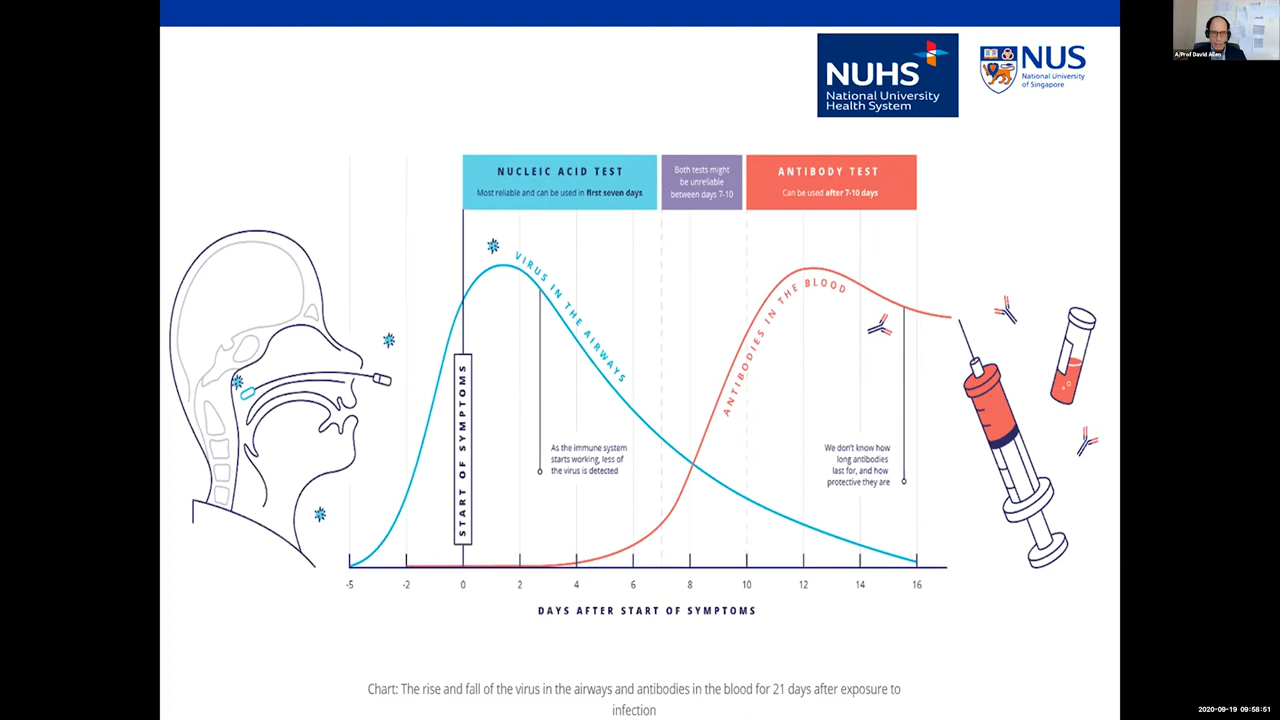 A/Prof David Allen
NUHS
National University
Health System
NUS
National University
of Singapore
NUCLEIC ACID TEST
Most reliable and can be used in first seven days
Both tests might
be unreliable
between days 7-10
ANTIBODY TEST
Can be used after 7-10 days
VIRUS IN THE AIRWAYS
ANTIBODIES IN THE BLOOD
START OF SYMPTOMS
As the immune system
starts working, less of
the virus is detected
We don't know how
long antibodies
last for, and how
protective they are
-5 -2 0 2 4 6 8 10 12 14 16
DAYS AFTER START OF SYMPTOMS
Chart: The rise and fall of the virus in the airways and antibodies in the blood for 21 days after exposure to
infection
2020-09-19 09:58:51